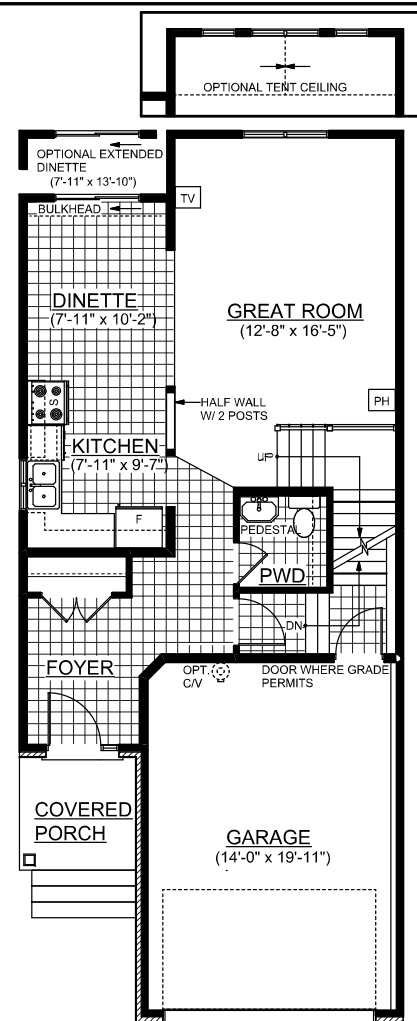 OPTIONAL TENT CEILING
OPTIONAL EXTENDED
DINETTE
(7'-11" x 13'-10")
TV
BULKHEAD
DINETTE
(7'-11" x 10'-2")
GREAT ROOM
(12'-8" x 16'-5")
S
HALF WALL
W/ 2 POSTS
PH
KITCHEN
(7'-11" x 9'-7")
UP
F
PEDESTAL
PWD
DN
FOYER
OPT.
C/V
DOOR WHERE GRADE
PERMITS
COVERED
PORCH
GARAGE
(14'-0" x 19'-11")